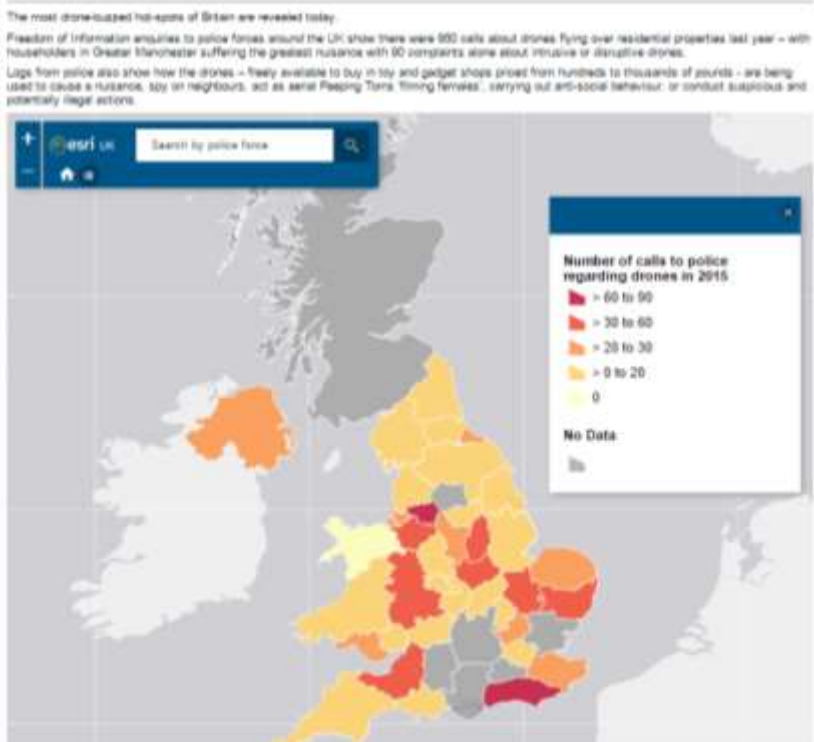 The most drone-buzzed hot-spots of Britain are revealed today.
Freedom of Information enquiries to police forces around the UK show there were 950 calls about drones flying over residential properties last year – with
householders in Greater Manchester suffering the greatest nuisance with 90 complaints alone about intrusive or disruptive drones.
Logs from police also show how the drones – freely available to buy in toy and gadget shops priced from hundreds to thousands of pounds - are being
used to cause a nuisance, spy on neighbours, act as aerial Peeping Toms 'filming females', carrying out anti-social behaviour, or conduct suspicious and
potentially illegal actions.
+
esri UK
Search by police force
−
×
Number of calls to police
regarding drones in 2015
> 60 to 90
> 30 to 60
> 20 to 30
> 0 to 20
0
No Data